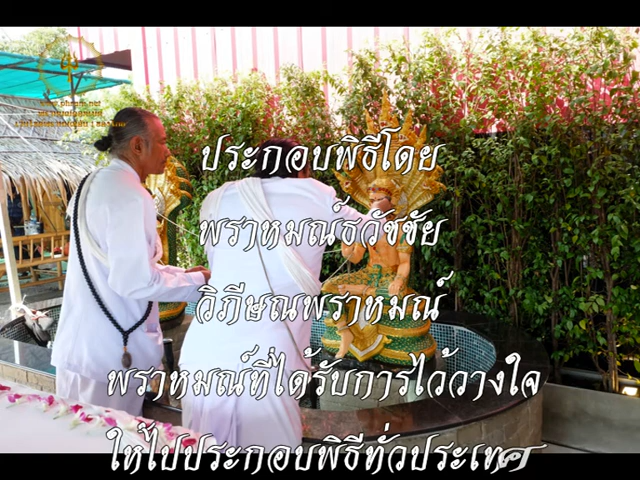 ประกอบพิธีโดย
พราหมณ์ธวัชชัย
วิภีษณพราหมณ์
พราหมณ์ที่ได้รับการไว้วางใจ
ให้ไปประกอบพิธีทั่วประเทศ